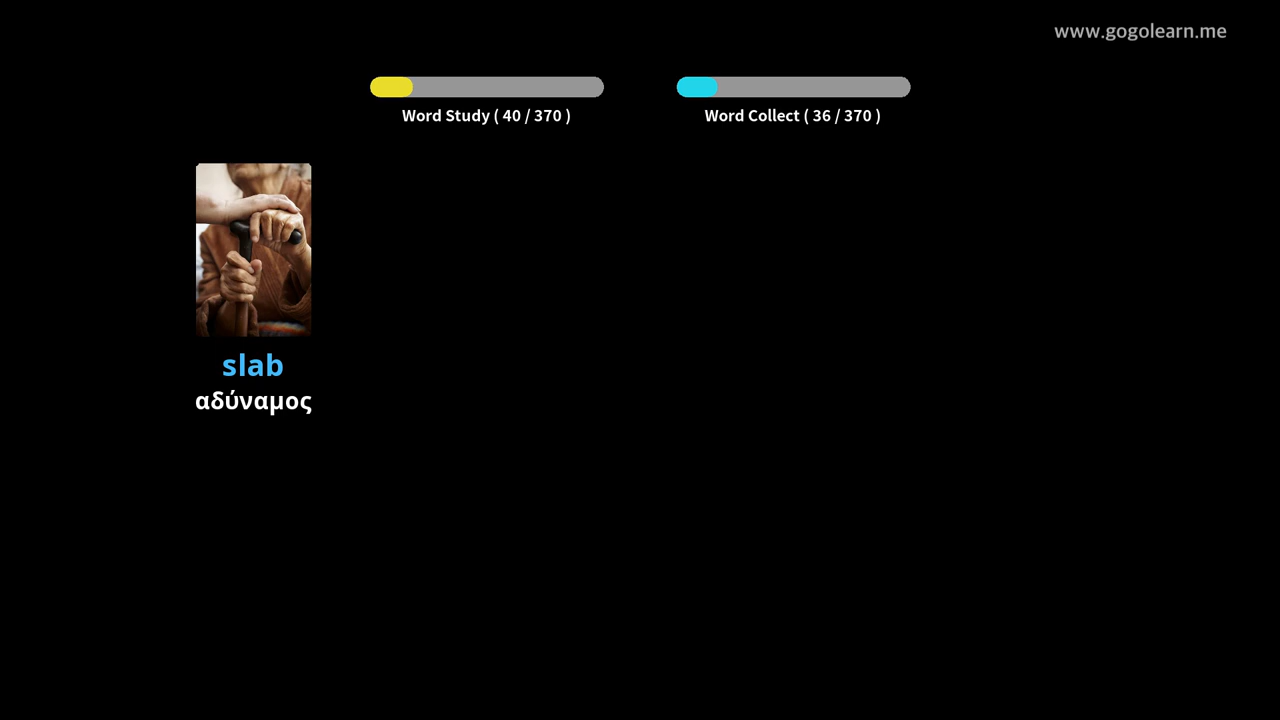 www.gogolearn.me
Word Study ( 40 / 370 )
Word Collect ( 36 / 370 )
slab
αδύναμος